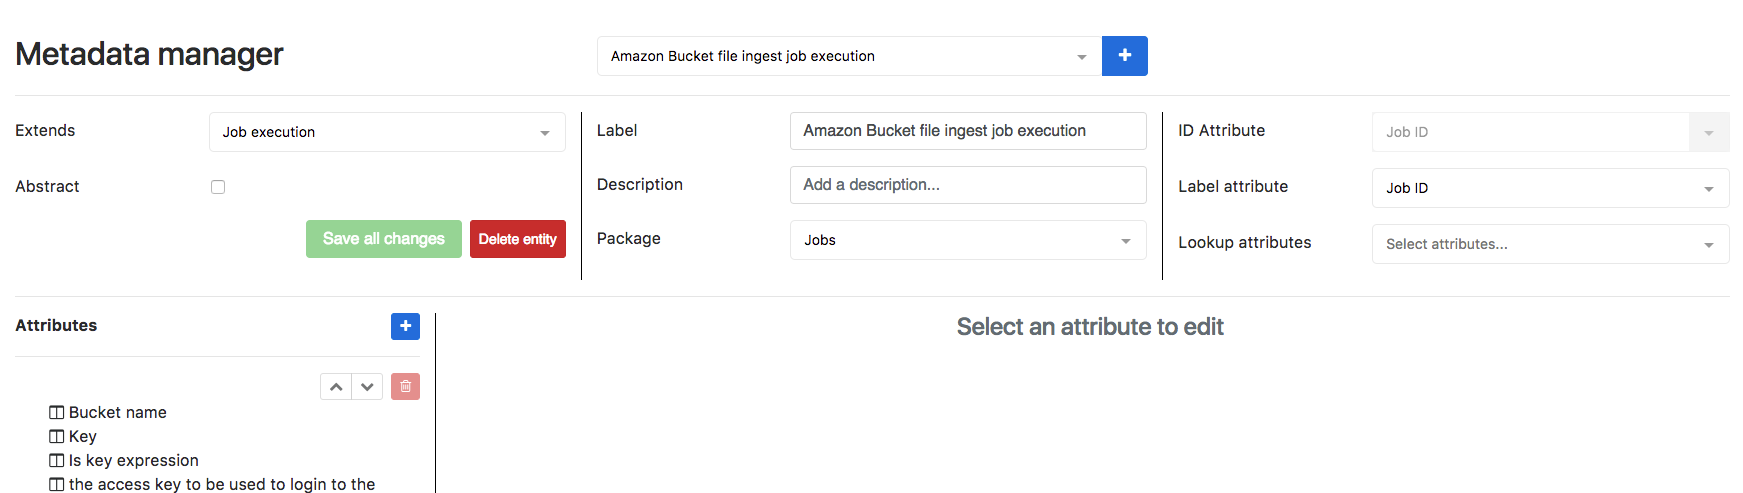 Metadata manager
Amazon Bucket file ingest job execution
Extends
Job execution
Abstract
Save all changes
Delete entity
Label
Amazon Bucket file ingest job execution
Description
Add a description...
Package
Jobs
ID Attribute
Job ID
Label attribute
Job ID
Lookup attributes
Select attributes...
Attributes
Select an attribute to edit
Bucket name
Key
Is key expression
the access key to be used to login to the